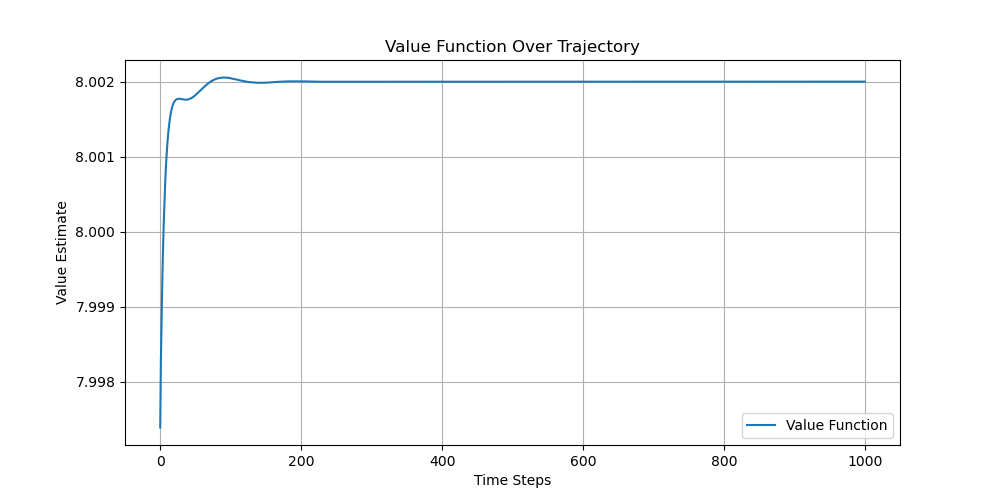 Value Function Over Trajectory
Value Estimate
8.002
8.001
8.000
7.999
7.998
0
200
400
600
800
1000
Time Steps
Value Function